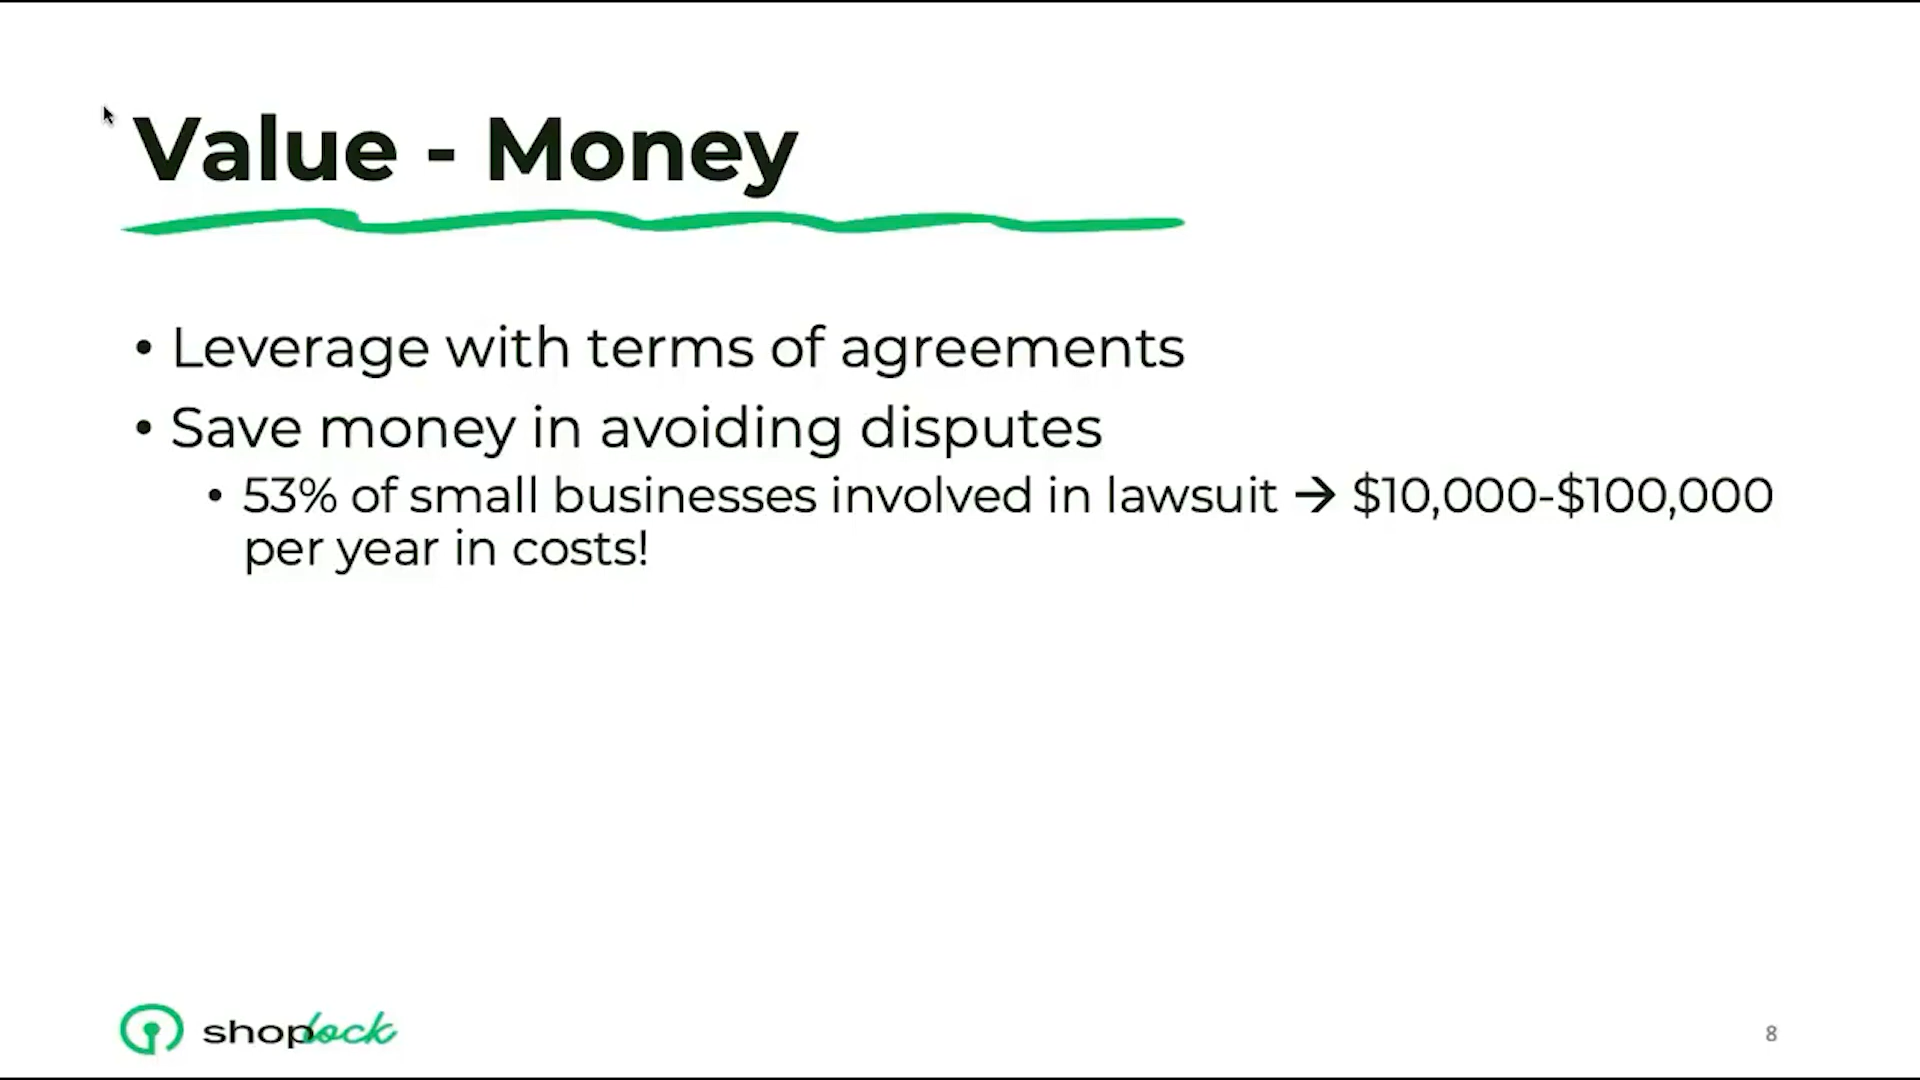 Value - Money
• Leverage with terms of agreements
• Save money in avoiding disputes
• 53% of small businesses involved in lawsuit → $10,000-$100,000
per year in costs!
shoplock
8